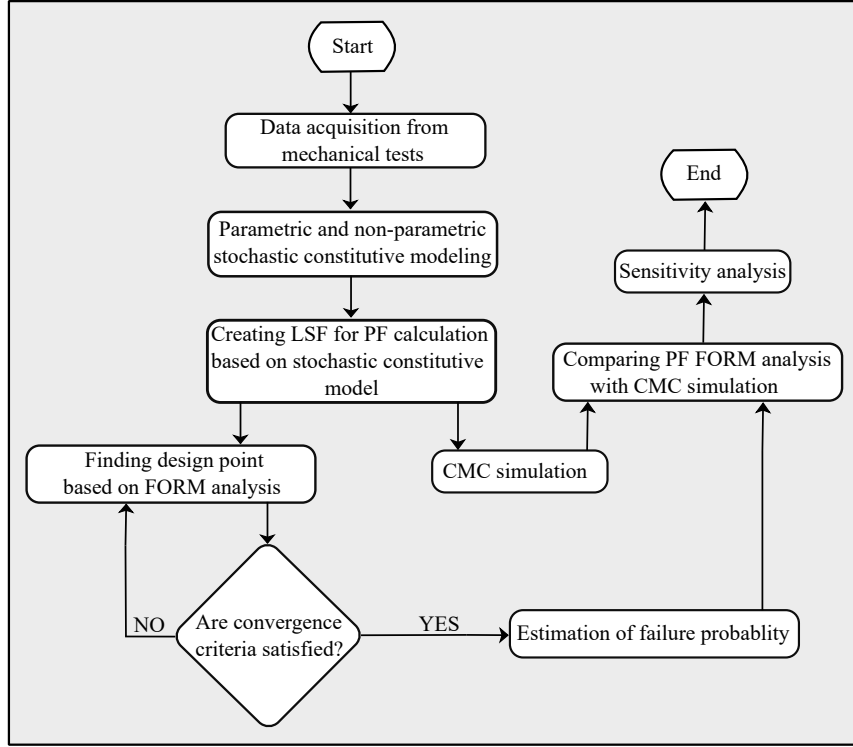 Start
Data acquisition from
mechanical tests
Parametric and non-parametric
stochastic constitutive modeling
Creating LSF for PF calculation
based on stochastic constitutive
model
Finding design point
based on FORM analysis
CMC simulation
Are convergence
criteria satisfied?
NO
YES
Estimation of failure probablity
Comparing PF FORM analysis
with CMC simulation
Sensitivity analysis
End